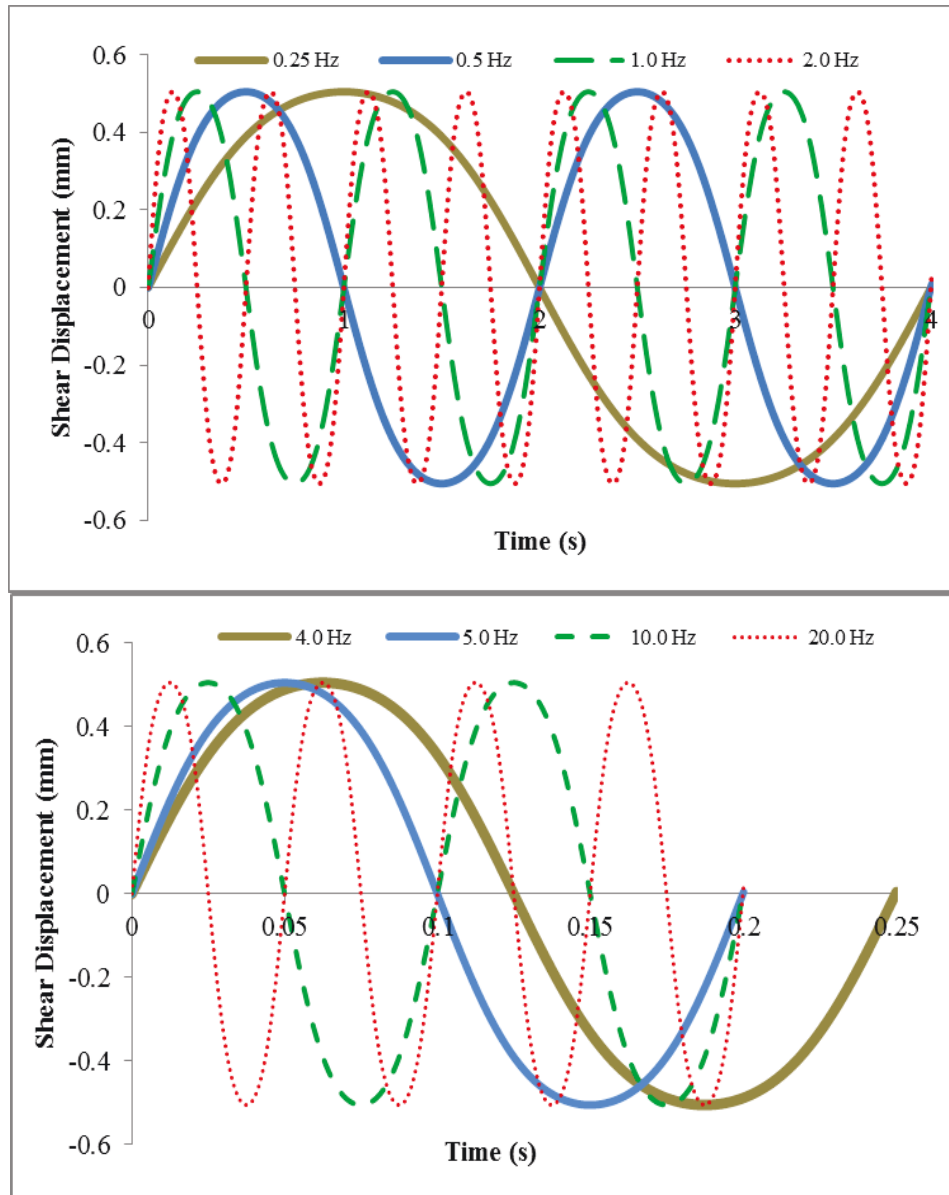 0.6
0.25 Hz 0.5 Hz 1.0 Hz 2.0 Hz
0.4
0.2
0
-0.2
-0.4
-0.6
Shear Displacement (mm)
0 1 2 3 4
Time (s)
0.6
4.0 Hz 5.0 Hz 10.0 Hz 20.0 Hz
0.4
0.2
0
-0.2
-0.4
-0.6
Shear Displacement (mm)
0 0.05 0.1 0.15 0.2 0.25
Time (s)